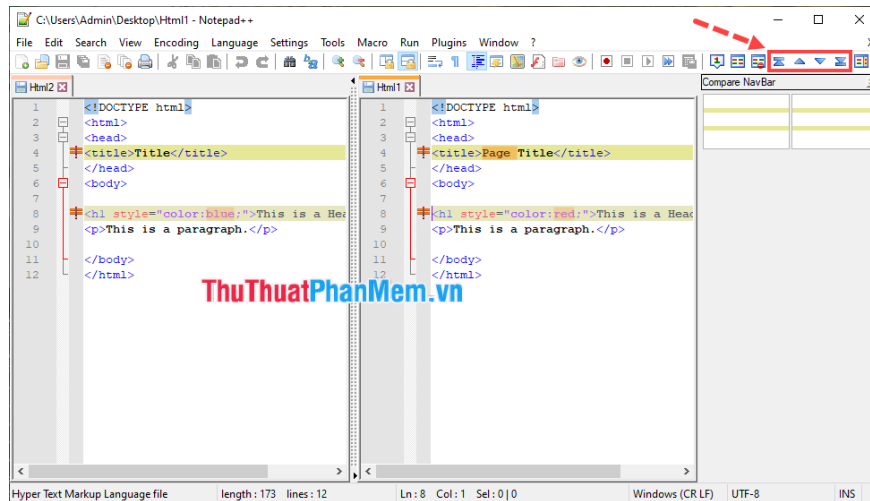 C:\Users\Admin\Desktop\Html1 - Notepad++
File Edit Search View Encoding Language Settings Tools Macro Run Plugins Window ?
Html2
Html1
Compare NavBar
1 <!DOCTYPE html>
2 <html>
3 <head>
4 <title>Title</title>
5 </head>
6 <body>
7
8 <h1 style="color:blue;">This is a Hea
9 <p>This is a paragraph.</p>
10
11 </body>
12 </html>
1 <!DOCTYPE html>
2 <html>
3 <head>
4 <title>Page Title</title>
5 </head>
6 <body>
7
8 <h1 style="color:red;">This is a Head
9 <p>This is a paragraph.</p>
10
11 </body>
12 </html>
ThuThuatPhanMem.vn
Hyper Text Markup Language file length : 173 lines : 12 Ln : 8 Col : 1 Sel : 0 | 0 Windows (CR LF) UTF-8 INS